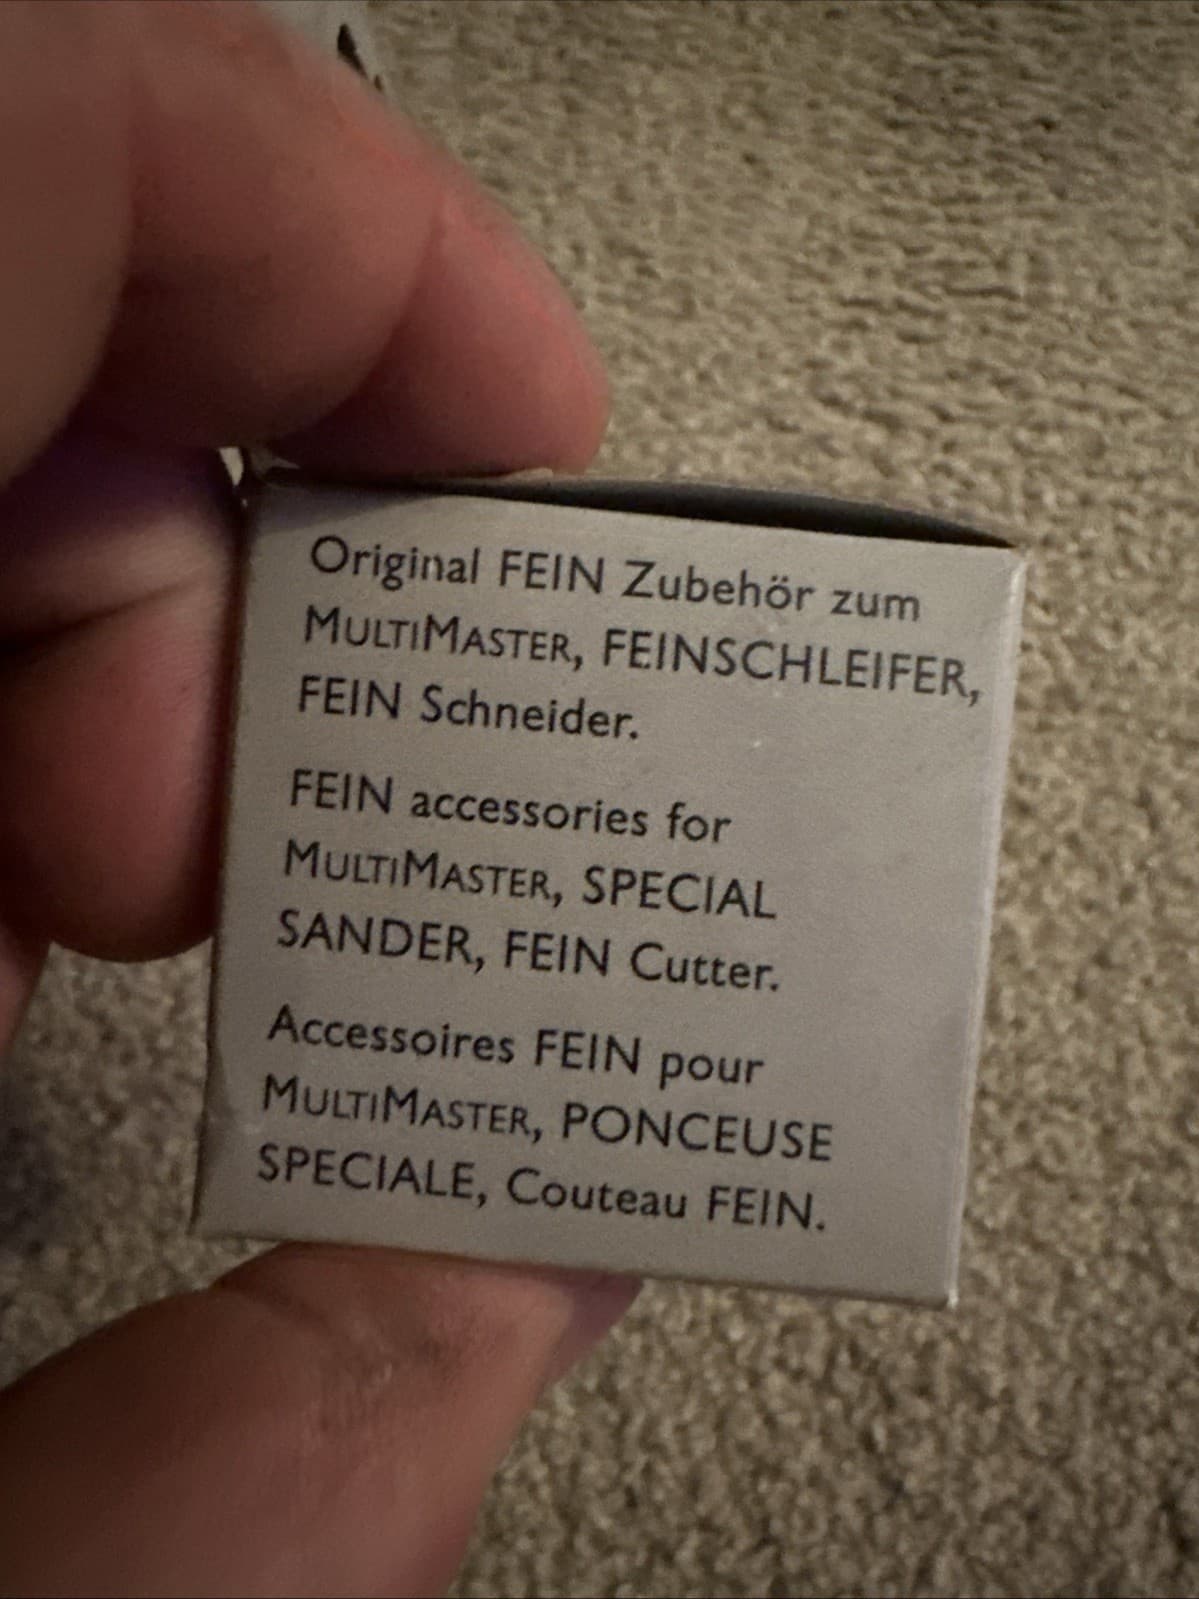 Original FEIN Zubehör zum
MULTIMASTER, FEINSCHLEIFER,
FEIN Schneider.
FEIN accessories for
MULTIMASTER, SPECIAL
SANDER, FEIN Cutter.
Accessoires FEIN pour
MULTIMASTER, PONCEUSE
SPECIALE, Couteau FEIN.